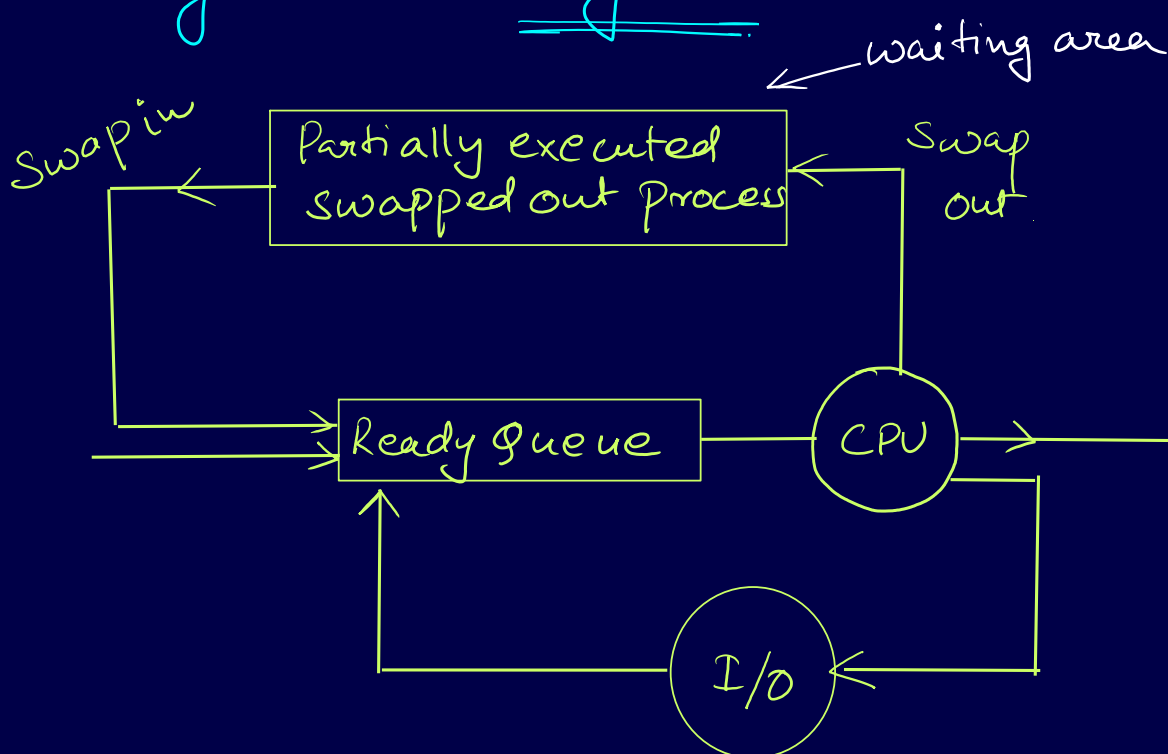 waiting area
Swap in
Partially executed
swapped out process
Swap
out
Ready Queue
CPU
I/O